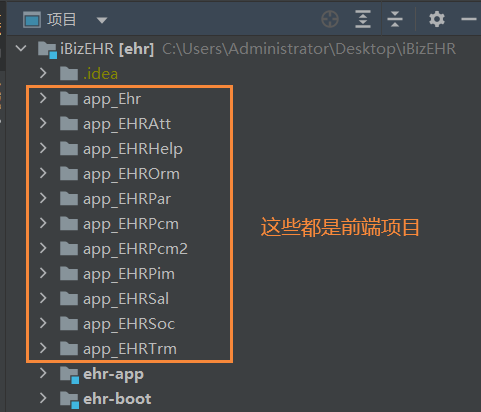 项目
iBizEHR [ehr] C:\Users\Administrator\Desktop\iBizEHR
.idea
app_Ehr
app_EHRAtt
app_EHRHelp
app_EHROrm
app_EHRPar
app_EHRPcm
app_EHRPcm2
app_EHRPim
app_EHRSal
app_EHRSoc
app_EHRTrm
这些都是前端项目
ehr-app
ehr-boot